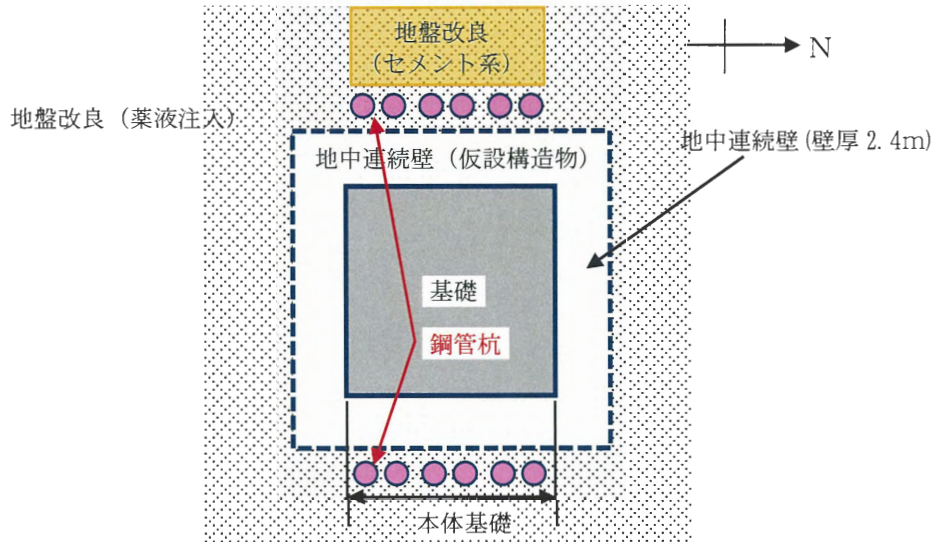 地盤改良
（セメント系）
N
地盤改良（薬液注入）
地中連続壁(壁厚 2.4m)
地中連続壁（仮設構造物）
基礎
鋼管杭
本体基礎